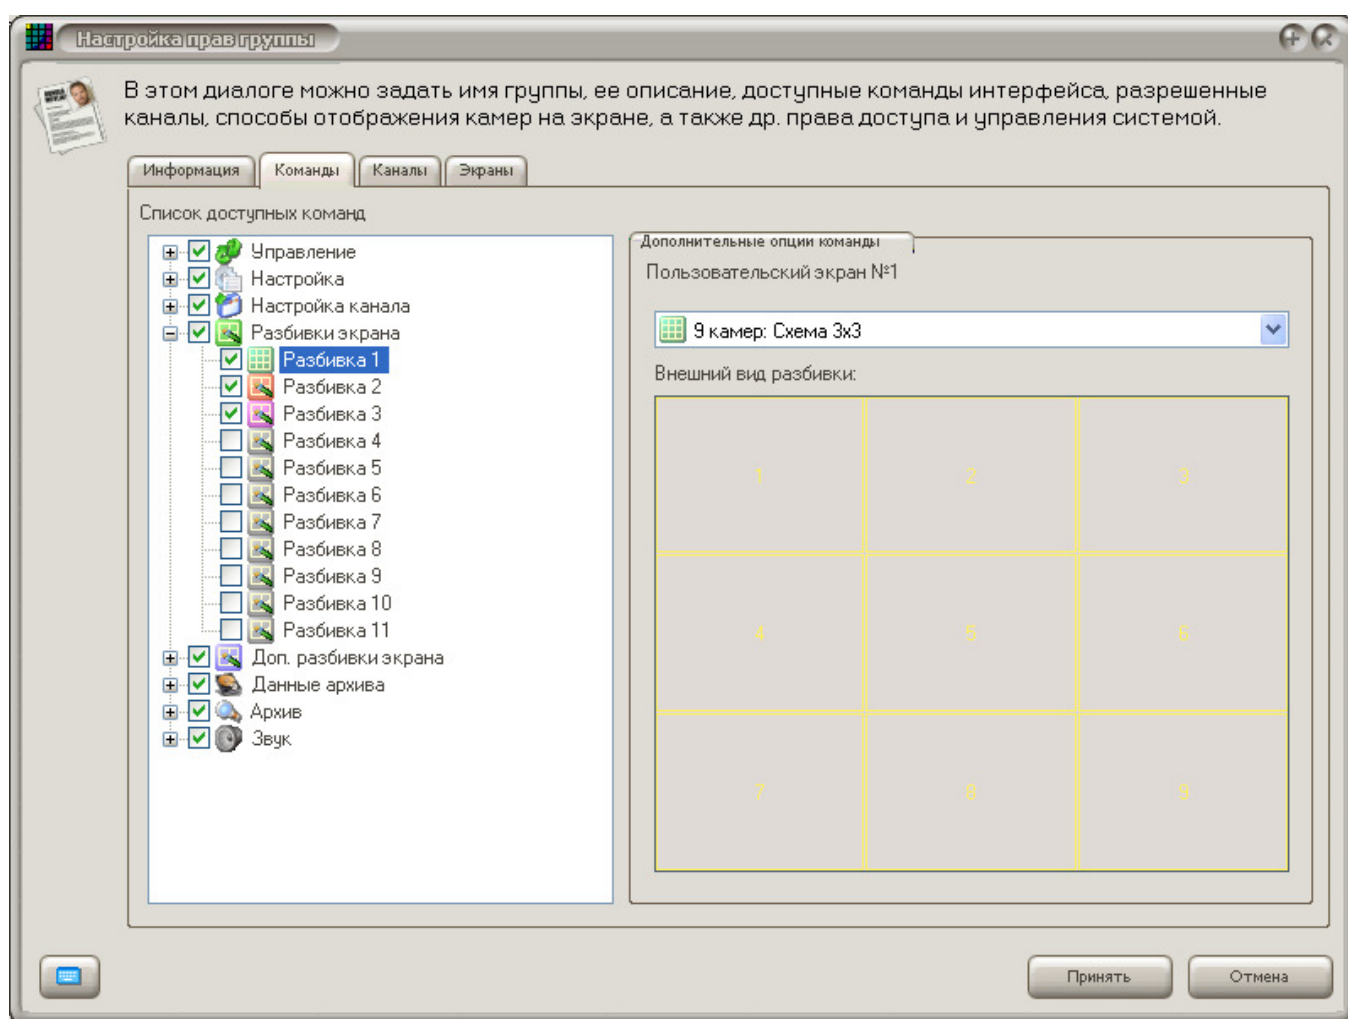 Настройка прав группы
В этом диалоге можно задать имя группы, ее описание, доступные команды интерфейса, разрешенные
каналы, способы отображения камер на экране, а также др. права доступа и управления системой.
Информация Команды Каналы Экраны
Список доступных команд
Управление
Настройка
Настройка канала
Разбивки экрана
Разбивка 1
Разбивка 2
Разбивка 3
Разбивка 4
Разбивка 5
Разбивка 6
Разбивка 7
Разбивка 8
Разбивка 9
Разбивка 10
Разбивка 11
Доп. разбивки экрана
Данные архива
Архив
Звук
Дополнительные опции команды
Пользовательский экран №1
9 камер: Схема 3x3
Внешний вид разбивки:
1 2 3
4 5 6
7 8 9
Принять Отмена